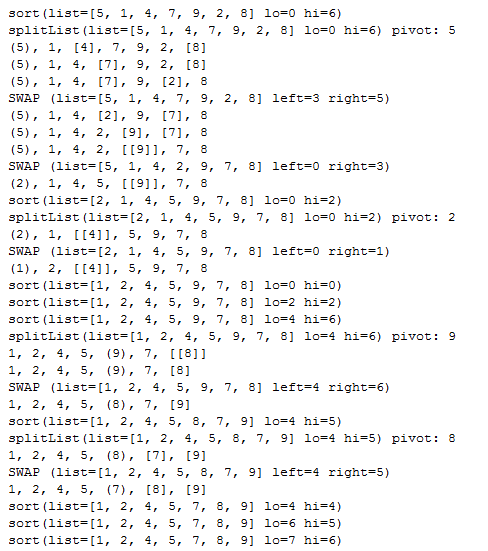 sort(list=[5, 1, 4, 7, 9, 2, 8] lo=0 hi=6)
splitList(list=[5, 1, 4, 7, 9, 2, 8] lo=0 hi=6) pivot: 5
(5), 1, [4], 7, 9, 2, [8]
(5), 1, 4, [7], 9, 2, [8]
(5), 1, 4, [7], 9, [2], 8
SWAP (list=[5, 1, 4, 7, 9, 2, 8] left=3 right=5)
(5), 1, 4, [2], 9, [7], 8
(5), 1, 4, 2, [9], [7], 8
(5), 1, 4, 2, [[9]], 7, 8
SWAP (list=[5, 1, 4, 2, 9, 7, 8] left=0 right=3)
(2), 1, 4, 5, [[9]], 7, 8
sort(list=[2, 1, 4, 5, 9, 7, 8] lo=0 hi=2)
splitList(list=[2, 1, 4, 5, 9, 7, 8] lo=0 hi=2) pivot: 2
(2), 1, [[4]], 5, 9, 7, 8
SWAP (list=[2, 1, 4, 5, 9, 7, 8] left=0 right=1)
(1), 2, [[4]], 5, 9, 7, 8
sort(list=[1, 2, 4, 5, 9, 7, 8] lo=0 hi=0)
sort(list=[1, 2, 4, 5, 9, 7, 8] lo=2 hi=2)
sort(list=[1, 2, 4, 5, 9, 7, 8] lo=4 hi=6)
splitList(list=[1, 2, 4, 5, 9, 7, 8] lo=4 hi=6) pivot: 9
1, 2, 4, 5, (9), 7, [[8]]
1, 2, 4, 5, (9), 7, [8]
SWAP (list=[1, 2, 4, 5, 9, 7, 8] left=4 right=6)
1, 2, 4, 5, (8), 7, [9]
sort(list=[1, 2, 4, 5, 8, 7, 9] lo=4 hi=5)
splitList(list=[1, 2, 4, 5, 8, 7, 9] lo=4 hi=5) pivot: 8
1, 2, 4, 5, (8), [7], [9]
SWAP (list=[1, 2, 4, 5, 8, 7, 9] left=4 right=5)
1, 2, 4, 5, (7), [8], [9]
sort(list=[1, 2, 4, 5, 7, 8, 9] lo=4 hi=4)
sort(list=[1, 2, 4, 5, 7, 8, 9] lo=6 hi=5)
sort(list=[1, 2, 4, 5, 7, 8, 9] lo=7 hi=6)